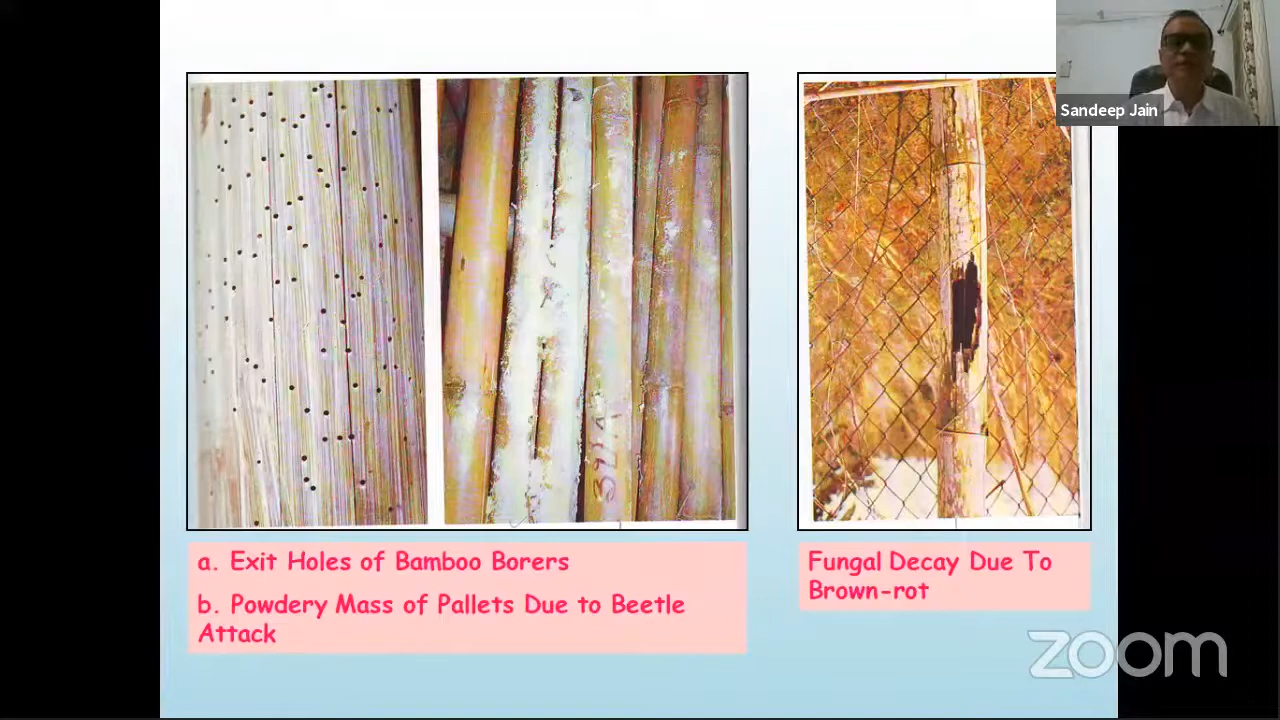 Sandeep Jain
a. Exit Holes of Bamboo Borers
b. Powdery Mass of Pallets Due to Beetle
Attack
Fungal Decay Due To
Brown-rot
zoom